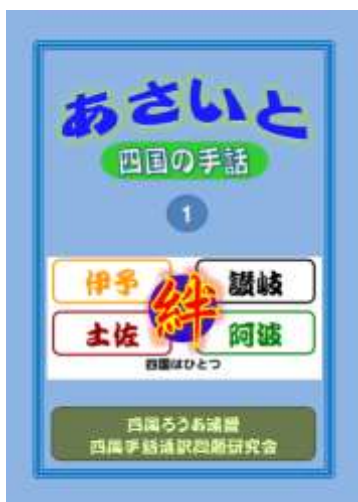 あさいと
四国の手話
1
伊予 讃岐
絆
土佐 阿波
四国はひとつ
四国ろうあ連盟
四国手話通訳問題研究会